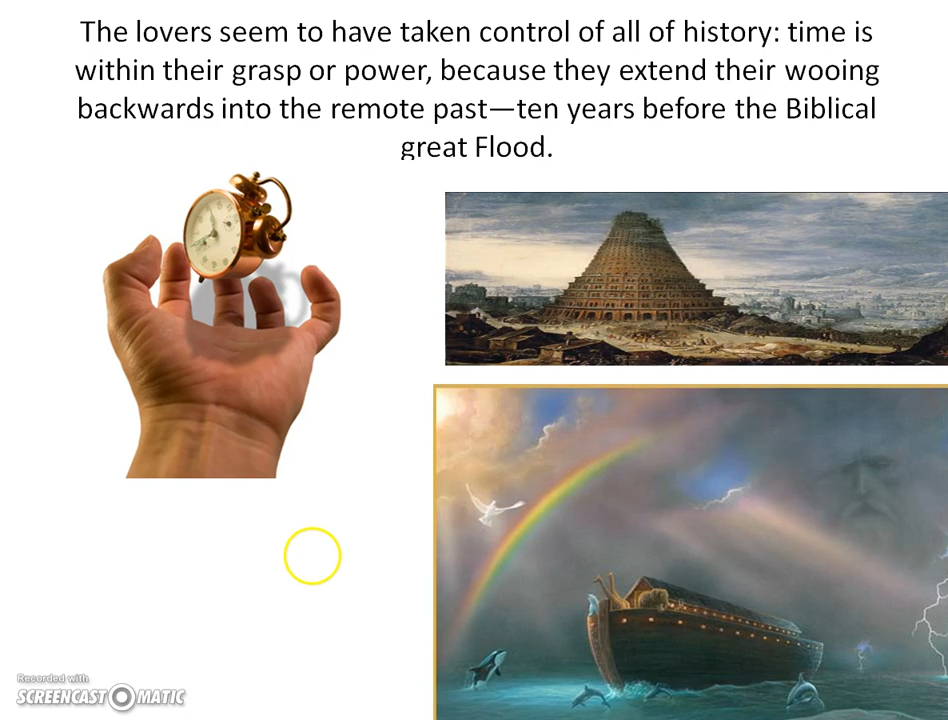 The lovers seem to have taken control of all of history: time is
within their grasp or power, because they extend their wooing
backwards into the remote past—ten years before the Biblical
great Flood.
Recorded with
SCREENCAST O MATIC